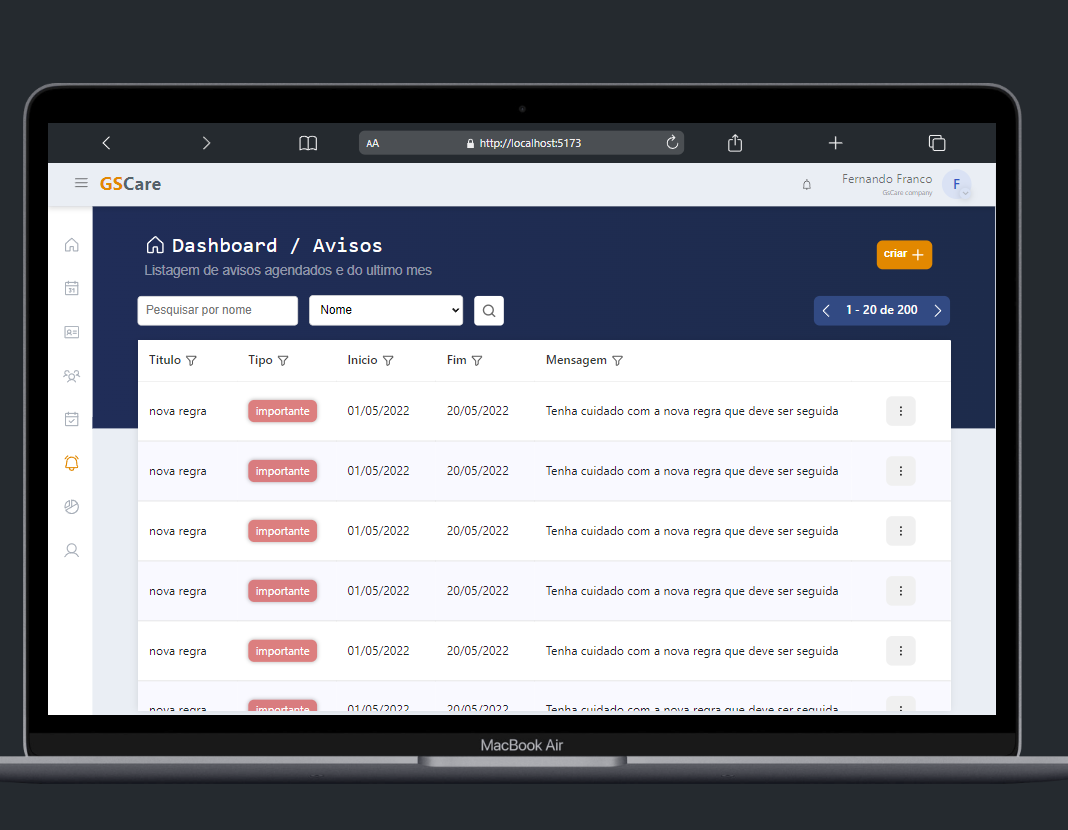 AA http://localhost:5173
GSCare
Fernando Franco
GsCare company
F
31
Dashboard / Avisos
Listagem de avisos agendados e do ultimo mes
criar +
Pesquisar por nome
Nome
1 - 20 de 200
Titulo Tipo Inicio Fim Mensagem
nova regra importante 01/05/2022 20/05/2022 Tenha cuidado com a nova regra que deve ser seguida
nova regra importante 01/05/2022 20/05/2022 Tenha cuidado com a nova regra que deve ser seguida
nova regra importante 01/05/2022 20/05/2022 Tenha cuidado com a nova regra que deve ser seguida
nova regra importante 01/05/2022 20/05/2022 Tenha cuidado com a nova regra que deve ser seguida
nova regra importante 01/05/2022 20/05/2022 Tenha cuidado com a nova regra que deve ser seguida
nova regra importante 01/05/2022 20/05/2022 Tenha cuidado com a nova regra que deve ser seguida
MacBook Air